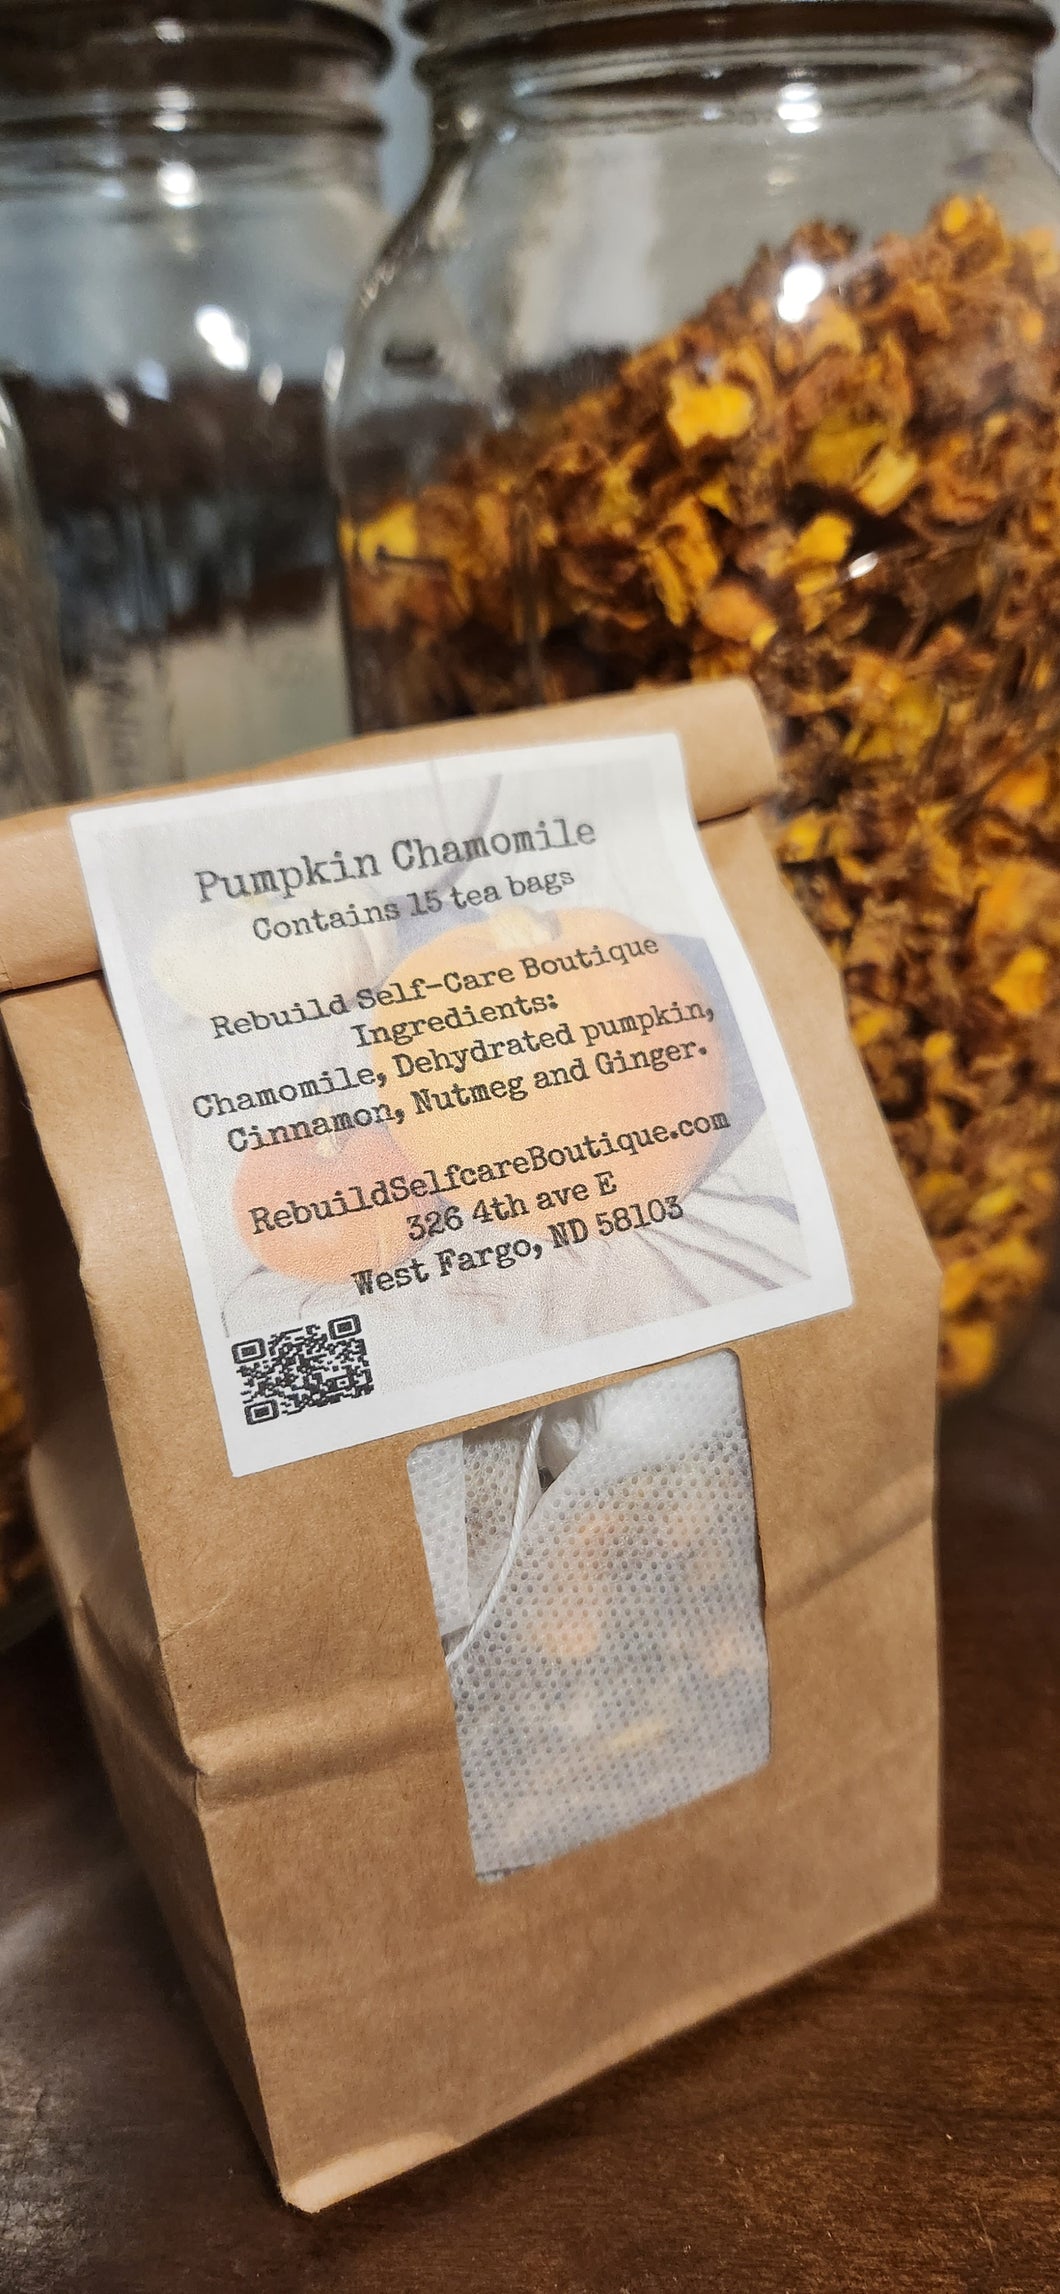 Pumpkin Chamomile
Contains 15 tea bags
Rebuild Self-Care Boutique
Ingredients:
Chamomile, Dehydrated pumpkin,
Cinnamon, Nutmeg and Ginger.
RebuildSelfcareBoutique.com
326 4th ave E
West Fargo, ND 58103